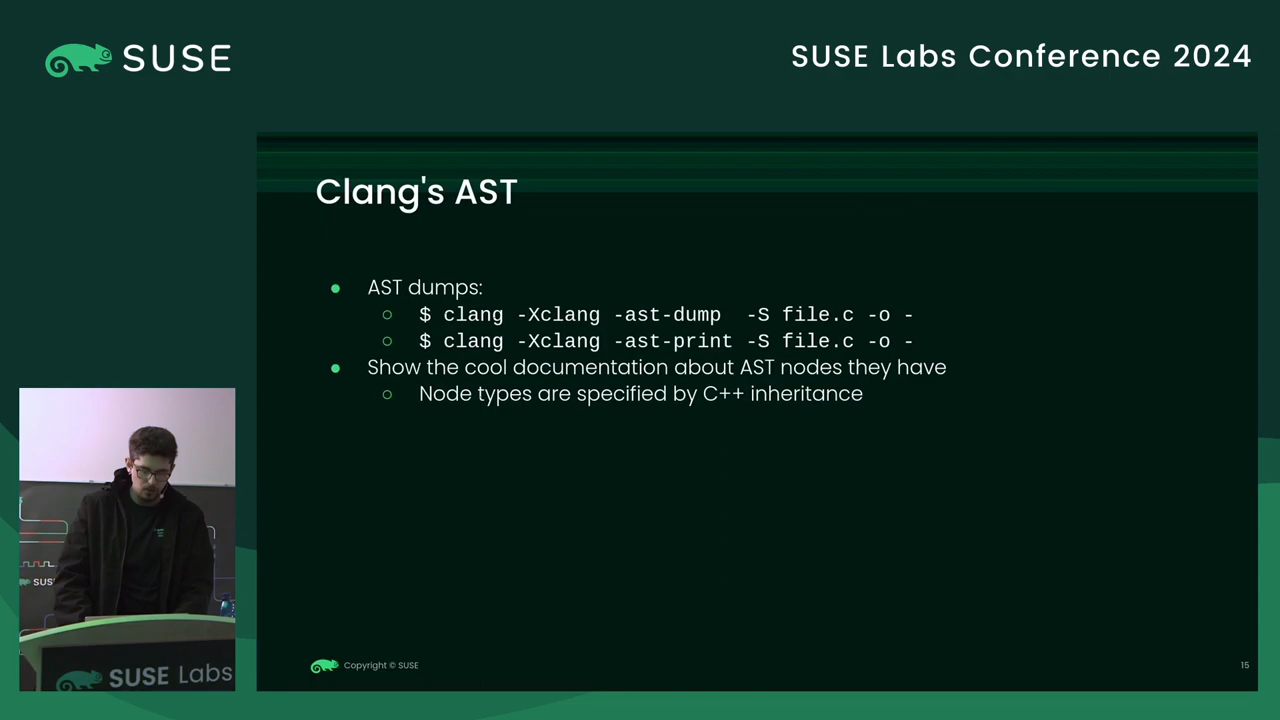 SUSE
SUSE Labs Conference 2024
Clang's AST
● AST dumps:
○ $ clang -Xclang -ast-dump  -S file.c -o -
○ $ clang -Xclang -ast-print -S file.c -o -
● Show the cool documentation about AST nodes they have
○ Node types are specified by C++ inheritance
SUSE
SUSE Labs
Copyright © SUSE
15